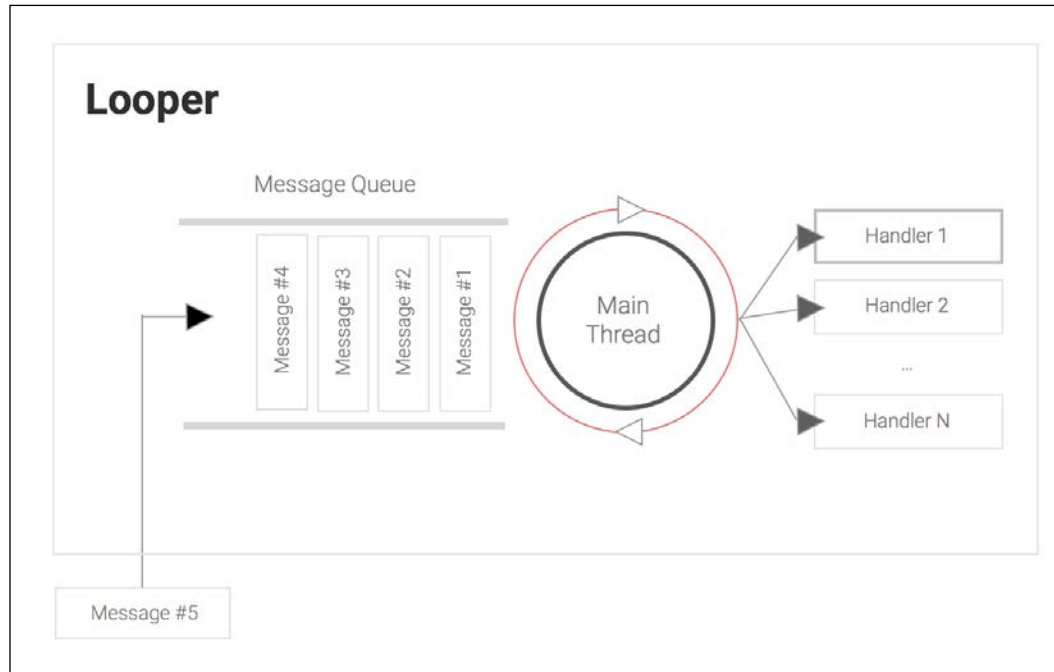 Looper
Message Queue
Message #4
Message #3
Message #2
Message #1
Main
Thread
Handler 1
Handler 2
...
Handler N
Message #5